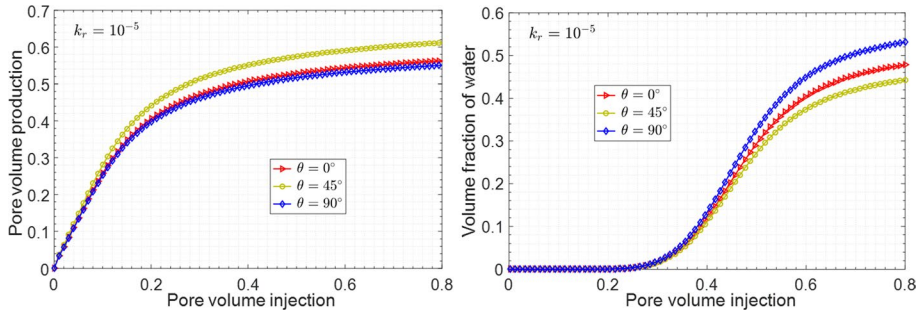 k_r = 10^{-5}
Pore volume production
0.7
0.6
0.5
0.4
0.3
0.2
0.1
0
θ = 0°
θ = 45°
θ = 90°
0 0.2 0.4 0.6 0.8
Pore volume injection
k_r = 10^{-5}
Volume fraction of water
0.6
0.5
0.4
0.3
0.2
0.1
0
θ = 0°
θ = 45°
θ = 90°
0 0.2 0.4 0.6 0.8
Pore volume injection